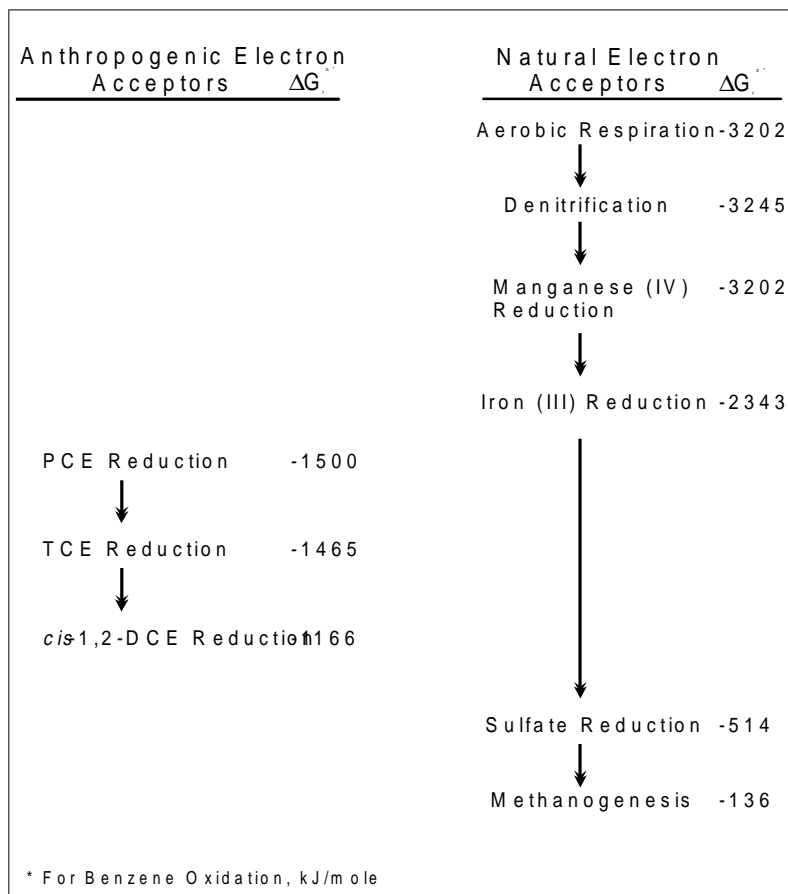 Anthropogenic Electron
Acceptors ΔG°'r
Natural Electron
Acceptors ΔG°'r
Aerobic Respiration -3202
Denitrification -3245
Manganese (IV) -3202
Reduction
Iron (III) Reduction -2343
PCE Reduction -1500
TCE Reduction -1465
cis-1,2-DCE Reduction -1166
Sulfate Reduction -514
Methanogenesis -136
* For Benzene Oxidation, kJ/mole